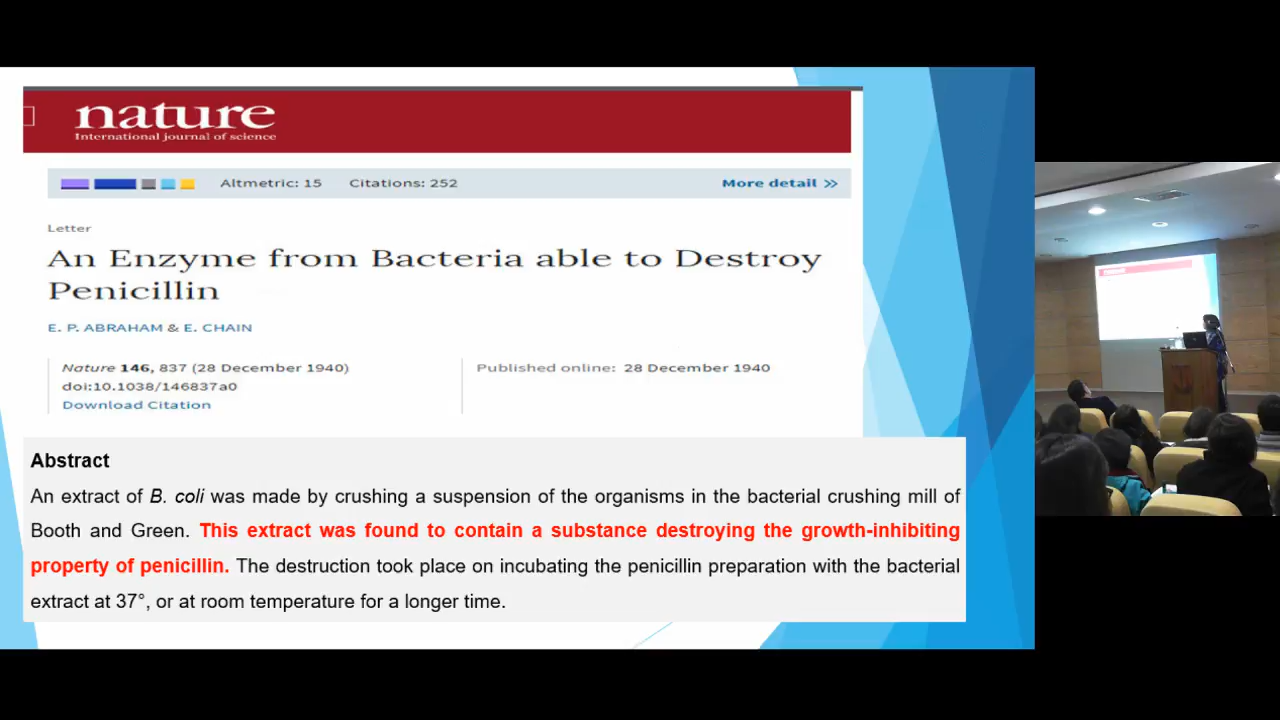 nature
International journal of science
Altmetric: 15 Citations: 252 More detail »
Letter
An Enzyme from Bacteria able to Destroy
Penicillin
E. P. ABRAHAM & E. CHAIN
Nature 146, 837 (28 December 1940)
doi:10.1038/146837a0
Download Citation
Published online: 28 December 1940
Abstract
An extract of B. coli was made by crushing a suspension of the organisms in the bacterial crushing mill of
Booth and Green. This extract was found to contain a substance destroying the growth-inhibiting
property of penicillin. The destruction took place on incubating the penicillin preparation with the bacterial
extract at 37°, or at room temperature for a longer time.